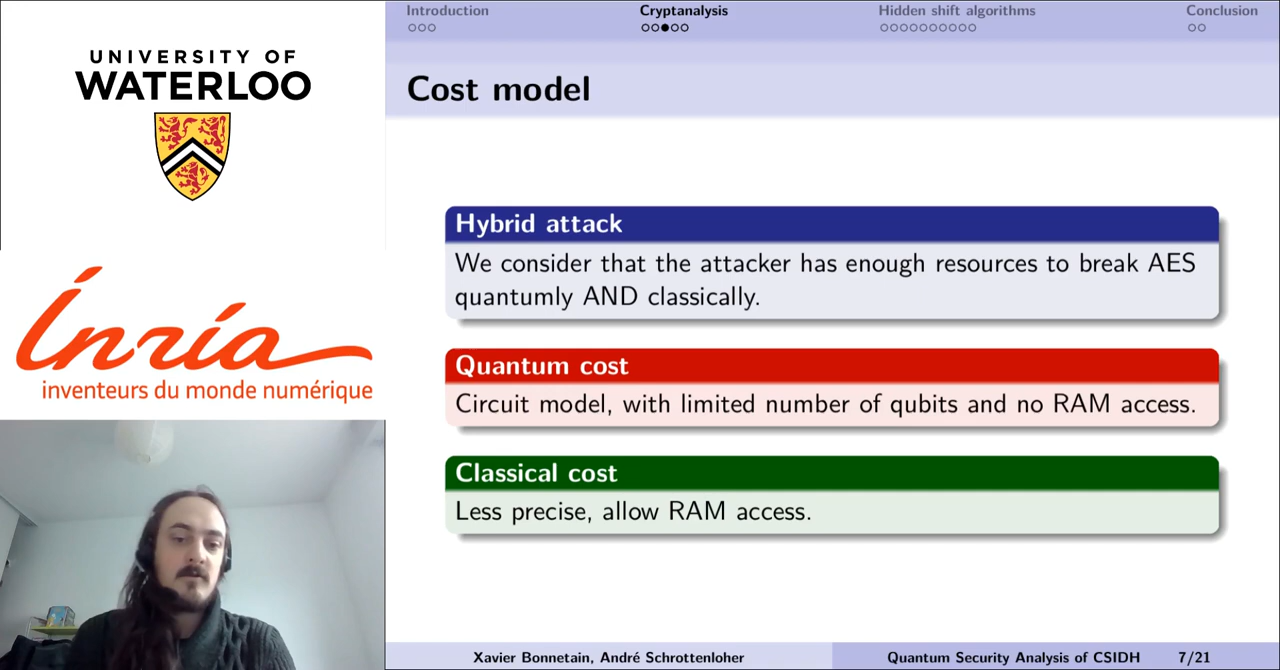 UNIVERSITY OF
WATERLOO
Inría
inventeurs du monde numérique
Introduction
Cryptanalysis
Hidden shift algorithms
Conclusion
Cost model
Hybrid attack
We consider that the attacker has enough resources to break AES
quantumly AND classically.
Quantum cost
Circuit model, with limited number of qubits and no RAM access.
Classical cost
Less precise, allow RAM access.
Xavier Bonnetain, André Schrottenloher
Quantum Security Analysis of CSIDH
7/21